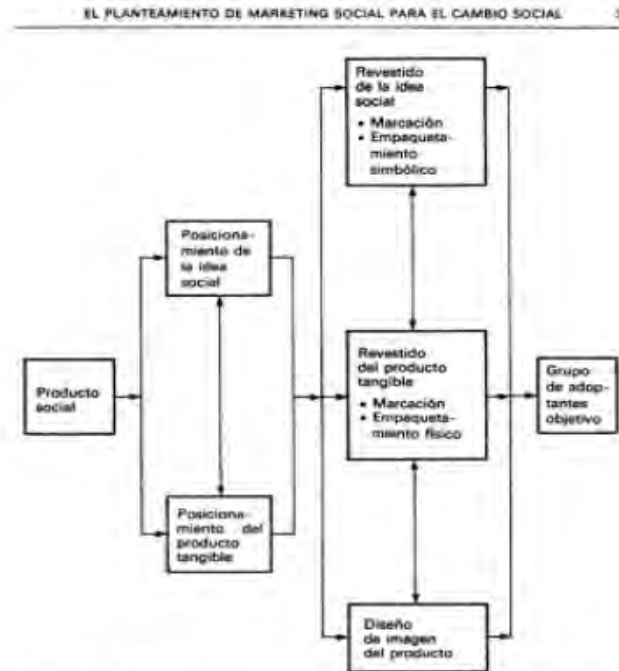 EL PLANTEAMIENTO DE MARKETING SOCIAL PARA EL CAMBIO SOCIAL
Revestido
de la idea
social
• Marcación
• Empaqueta-
miento
simbólico
Posiciona-
miento de
la idea
social
Producto
social
Revestido
del producto
tangible
• Marcación
• Empaqueta-
miento físico
Grupo
de adop-
tantes
objetivo
Posiciona-
miento del
producto
tangible
Diseño
de imagen
del producto